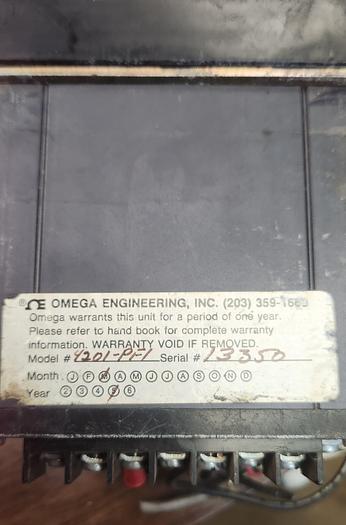 ® OE OMEGA ENGINEERING, INC. (203) 359-1660
Omega warrants this unit for a period of one year.
Please refer to hand book for complete warranty
information. WARRANTY VOID IF REMOVED.
Model # 4201-PF1 Serial # 13350
Month J F M A M J J A S O N D
Year 2 3 4 5 6